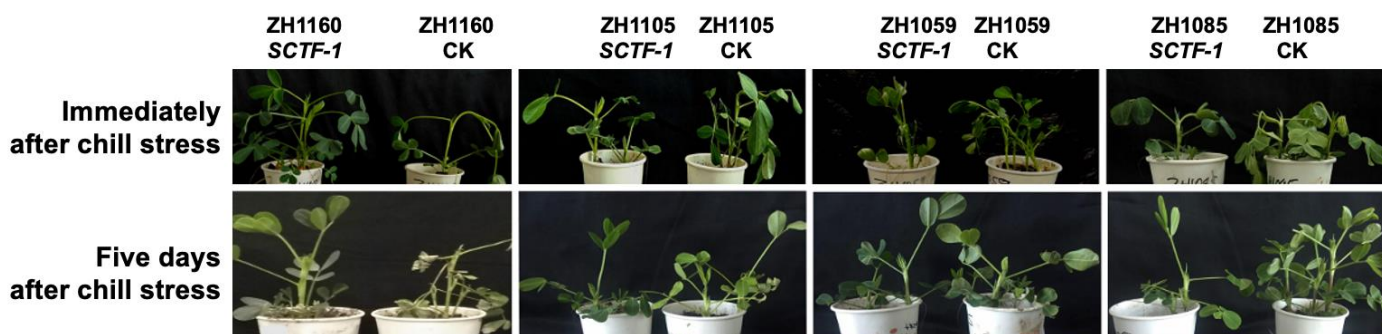 ZH1160 ZH1160 ZH1105 ZH1105 ZH1059 ZH1059 ZH1085 ZH1085
SCTF-1 CK SCTF-1 CK SCTF-1 CK SCTF-1 CK
Immediately
after chill stress
Five days
after chill stress